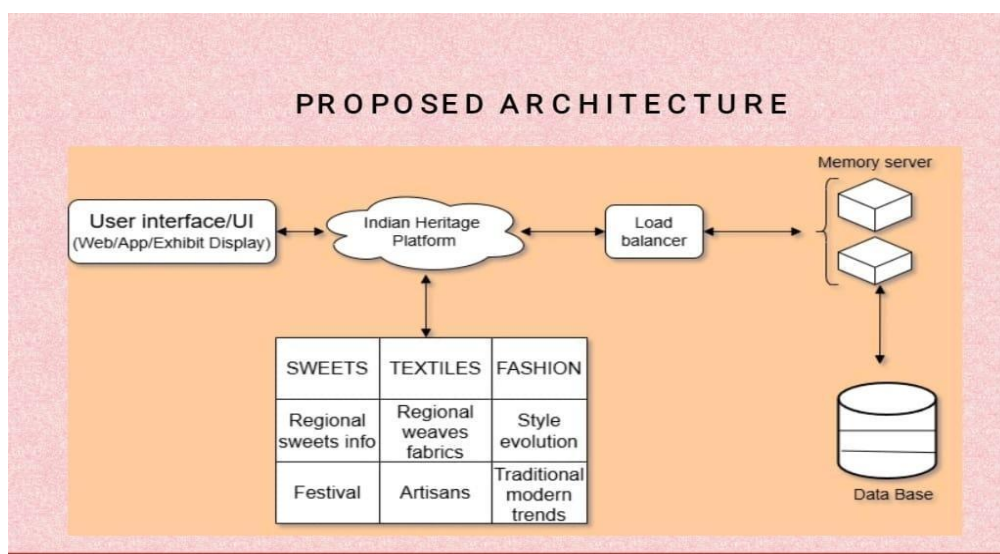 PROPOSED ARCHITECTURE
Memory server
User interface/UI
(Web/App/Exhibit Display)
Indian Heritage
Platform
Load
balancer
SWEETS
TEXTILES
FASHION
Regional
sweets info
Regional
weaves
fabrics
Style
evolution
Festival
Artisans
Traditional
modern
trends
Data Base